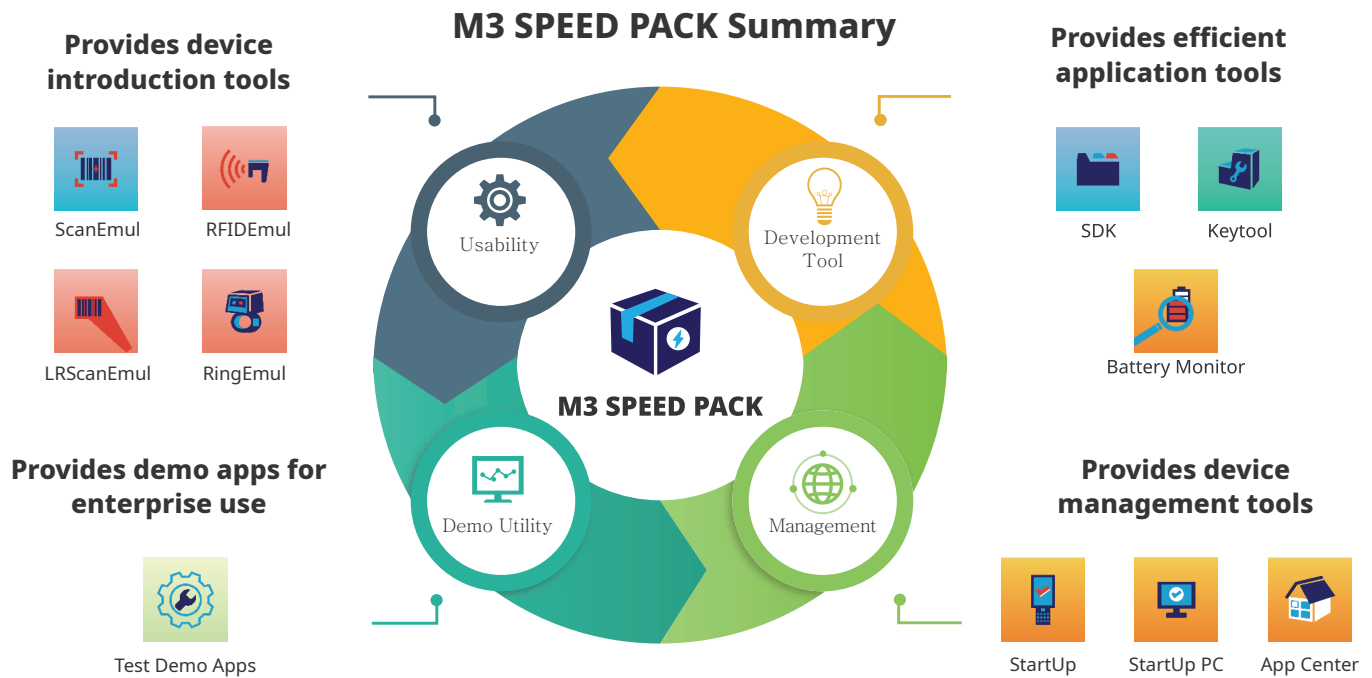 M3 SPEED PACK Summary
Provides device
introduction tools
ScanEmul
RFIDEmul
LRScanEmul
RingEmul
Provides efficient
application tools
SDK
Keytool
Battery Monitor
Usability
Development
Tool
M3 SPEED PACK
Demo Utility
Management
Provides demo apps for
enterprise use
Test Demo Apps
Provides device
management tools
StartUp
StartUp PC
App Center